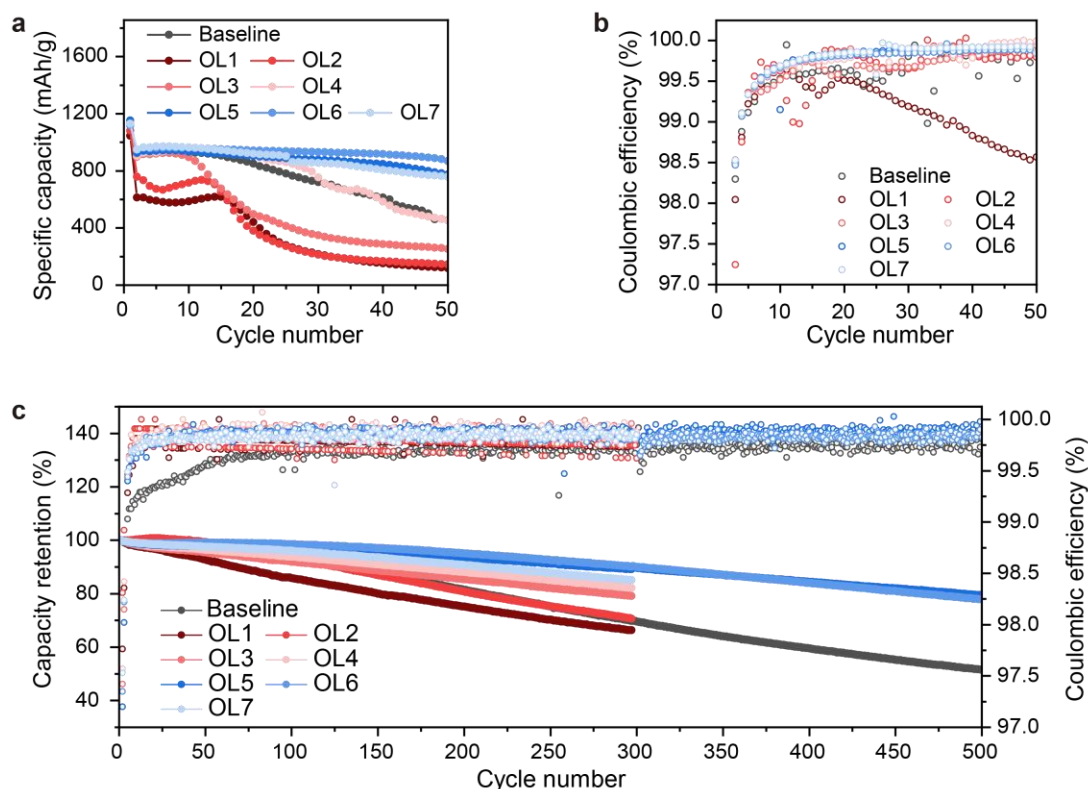 a
Specific capacity (mAh/g)
1600
1200
800
400
0
Baseline
OL1 OL2
OL3 OL4
OL5 OL6 OL7
0 10 20 30 40 50
Cycle number
b
Coulombic efficiency (%)
100.0
99.5
99.0
98.5
98.0
97.5
97.0
Baseline
OL1 OL2
OL3 OL4
OL5 OL6
OL7
0 10 20 30 40 50
Cycle number
c
Capacity retention (%)
140
120
100
80
60
40
Baseline
OL1 OL2
OL3 OL4
OL5 OL6
OL7
0 50 100 150 200 250 300 350 400 450 500
Cycle number
100.0
99.5
99.0
98.5
98.0
97.5
97.0
Coulombic efficiency (%)